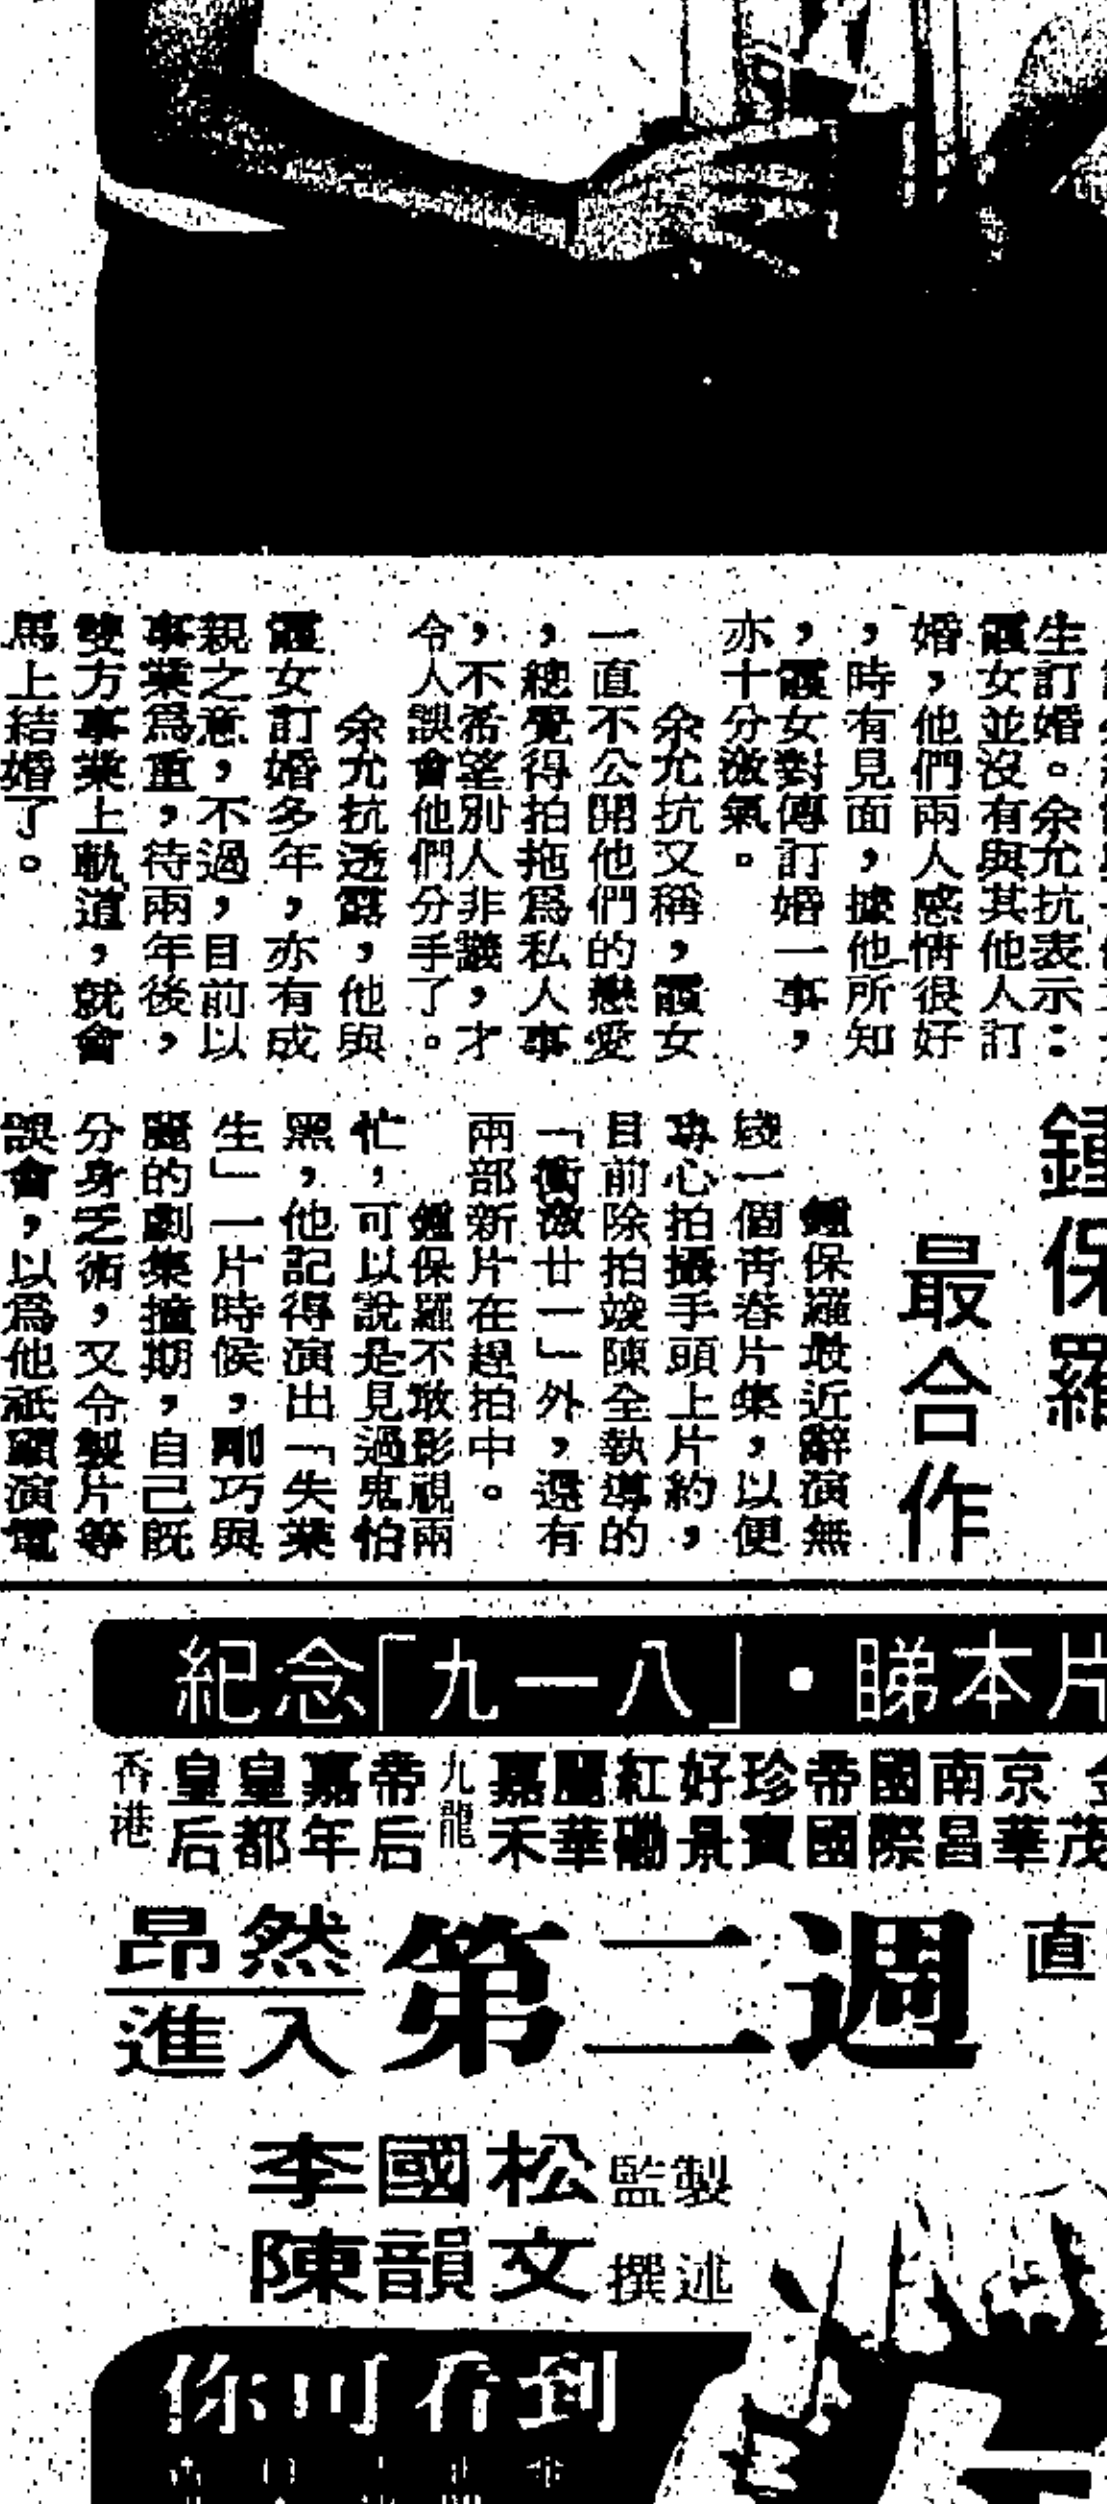 生訂婚。余允抗表示：
霞女並沒有與其他人訂
婚，他們兩人感情很好
，時有見面，據他所知
，霞女對傳訂婚一事，
亦十分激氣。
余允抗又稱，霞女
一直不公開他們的戀愛
，總覺得拍拖為私人事
，不希望別人非議，才
令人誤會他們分手了。
余允抗透露，他與
霞女訂婚多年，亦有成
親之意，不過，目前以
事業為重，待兩年後，
雙方事業上軌道，就會
馬上結婚了。
鍾保羅
最合作
鍾保羅最近辭演無
綫一個青春片集，以便
專心拍攝手頭上片約，
目前除拍竣陳全執導的
「衝激廿一」外，還有
兩部新片在趕拍中。
鍾保羅不敢影視兩
忙，可以說是見過鬼怕
黑，他記得演出「失業
生」一片時候，剛巧與
的劇集撞期，自己既
分身乏術，又令製片等
誤會，以為他祇顧演電
紀念「九一八」•睇本片
香港 皇后 皇都 嘉年 帝后
九龍 嘉禾 麗華 紅磡 好景 珍寶 帝國 國際 南昌 京華
昂然進入第二週 直
李國松監製
陳韻文撰述
你可看到